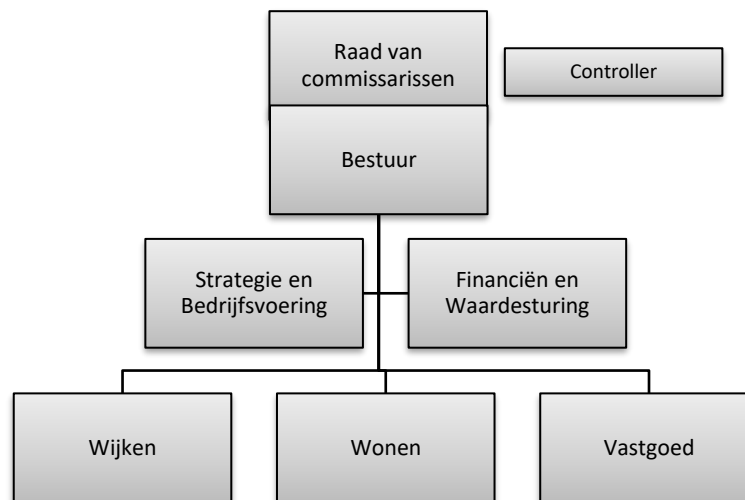 Raad van
commissarissen
Controller
Bestuur
Strategie en
Bedrijfsvoering
Financiën en
Waardesturing
Wijken
Wonen
Vastgoed